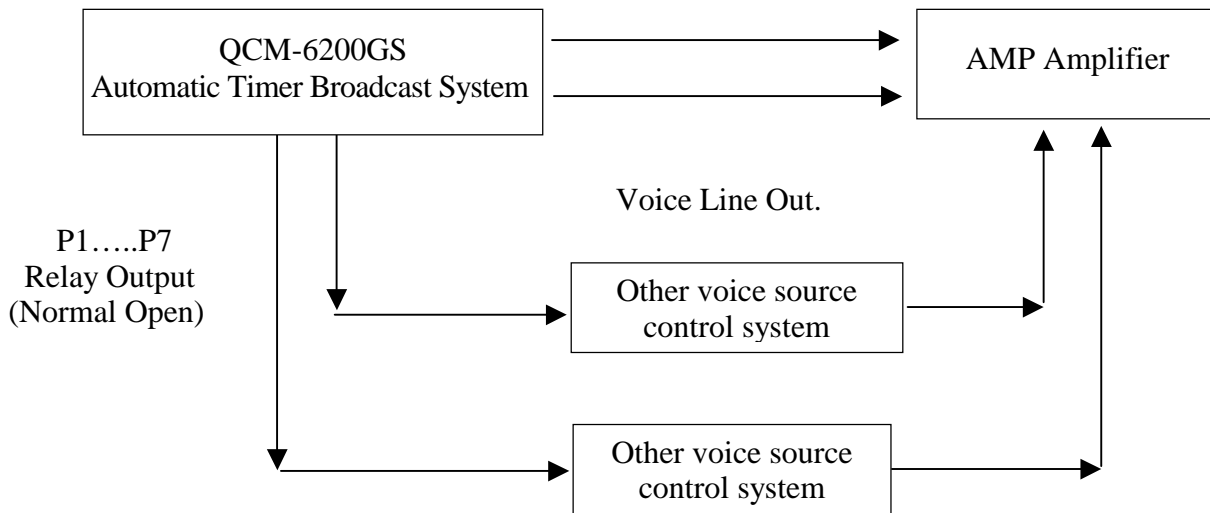 QCM-6200GS
Automatic Timer Broadcast System
AMP Amplifier
Voice Line Out.
P1…..P7
Relay Output
(Normal Open)
Other voice source
control system
Other voice source
control system